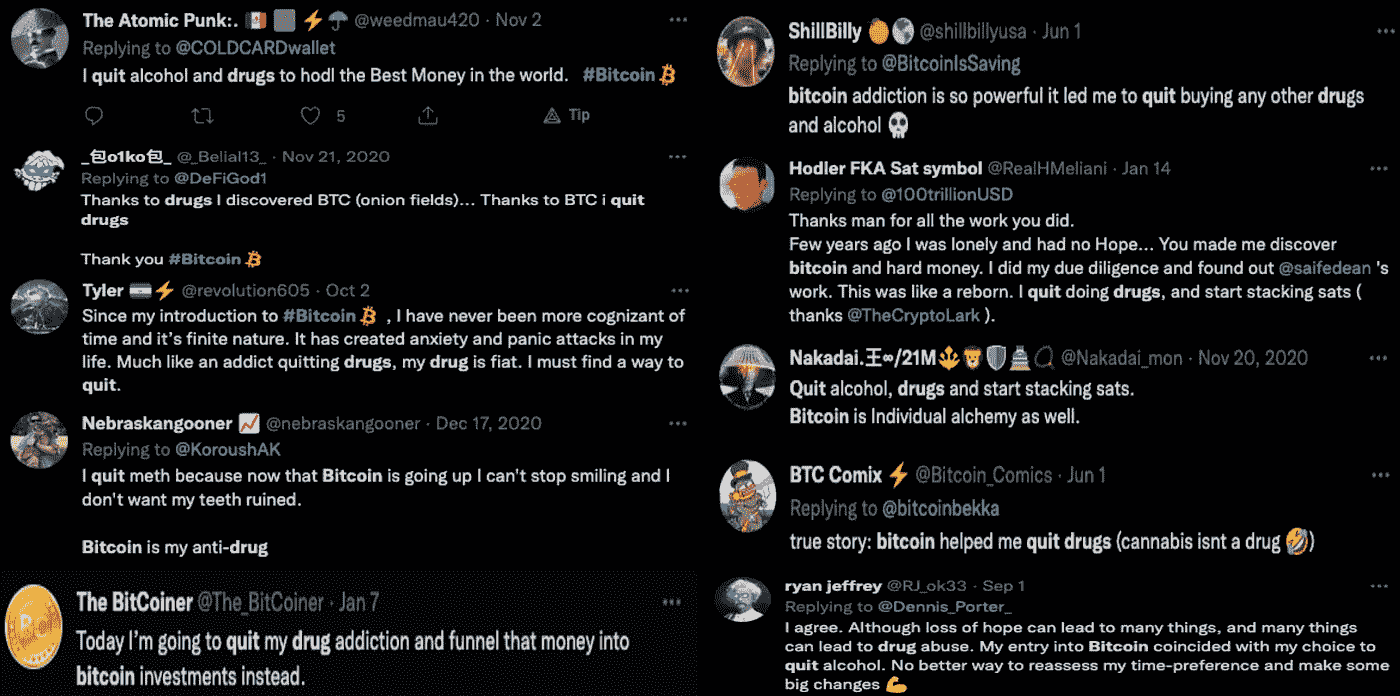 The Atomic Punk:. @weedmau420 · Nov 2
Replying to @COLDCARDwallet
I quit alcohol and drugs to hodl the Best Money in the world. #Bitcoin
5
Tip
_包o1ko包_ @_Belial13_ · Nov 21, 2020
Replying to @DeFiGod1
Thanks to drugs I discovered BTC (onion fields)... Thanks to BTC i quit
drugs
Thank you #Bitcoin
Tyler @revolution605 · Oct 2
Since my introduction to #Bitcoin , I have never been more cognizant of
time and it's finite nature. It has created anxiety and panic attacks in my
life. Much like an addict quitting drugs, my drug is fiat. I must find a way to
quit.
Nebraskangooner @nebraskangooner · Dec 17, 2020
Replying to @KoroushAK
I quit meth because now that Bitcoin is going up I can't stop smiling and I
don't want my teeth ruined.
Bitcoin is my anti-drug
The BitCoiner @The_BitCoiner · Jan 7
Today I'm going to quit my drug addiction and funnel that money into
bitcoin investments instead.
ShillBilly @shillbillyusa · Jun 1
Replying to @BitcoinIsSaving
bitcoin addiction is so powerful it led me to quit buying any other drugs
and alcohol
Hodler FKA Sat symbol @RealHMeliani · Jan 14
Replying to @100trillionUSD
Thanks man for all the work you did.
Few years ago I was lonely and had no Hope... You made me discover
bitcoin and hard money. I did my due diligence and found out @saifedean 's
work. This was like a reborn. I quit doing drugs, and start stacking sats (
thanks @TheCryptoLark ).
Nakadai.王∞/21M @Nakadai_mon · Nov 20, 2020
Quit alcohol, drugs and start stacking sats.
Bitcoin is Individual alchemy as well.
BTC Comix @Bitcoin_Comics · Jun 1
Replying to @bitcoinbekka
true story: bitcoin helped me quit drugs (cannabis isnt a drug )
ryan jeffrey @RJ_ok33 · Sep 1
Replying to @Dennis_Porter_
I agree. Although loss of hope can lead to many things, and many things
can lead to drug abuse. My entry into Bitcoin coincided with my choice to
quit alcohol. No better way to reassess my time-preference and make some
big changes